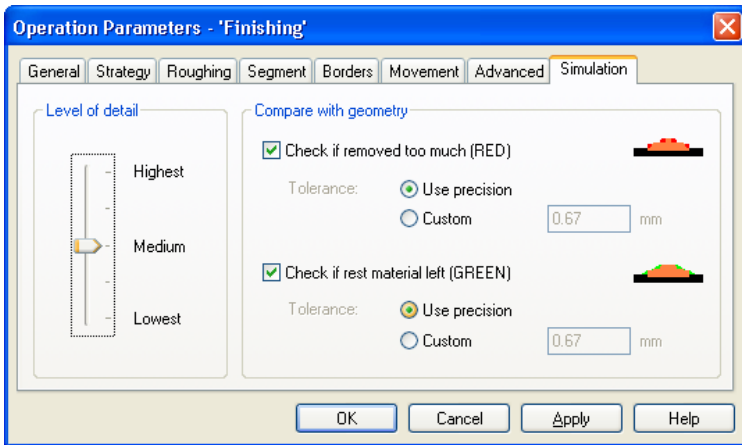 Operation Parameters - 'Finishing'
General Strategy Roughing Segment Borders Movement Advanced Simulation
Level of detail
Highest
Medium
Lowest
Compare with geometry
Check if removed too much (RED)
Tolerance: Use precision
Custom 0.67 mm
Check if rest material left (GREEN)
Tolerance: Use precision
Custom 0.67 mm
OK Cancel Apply Help